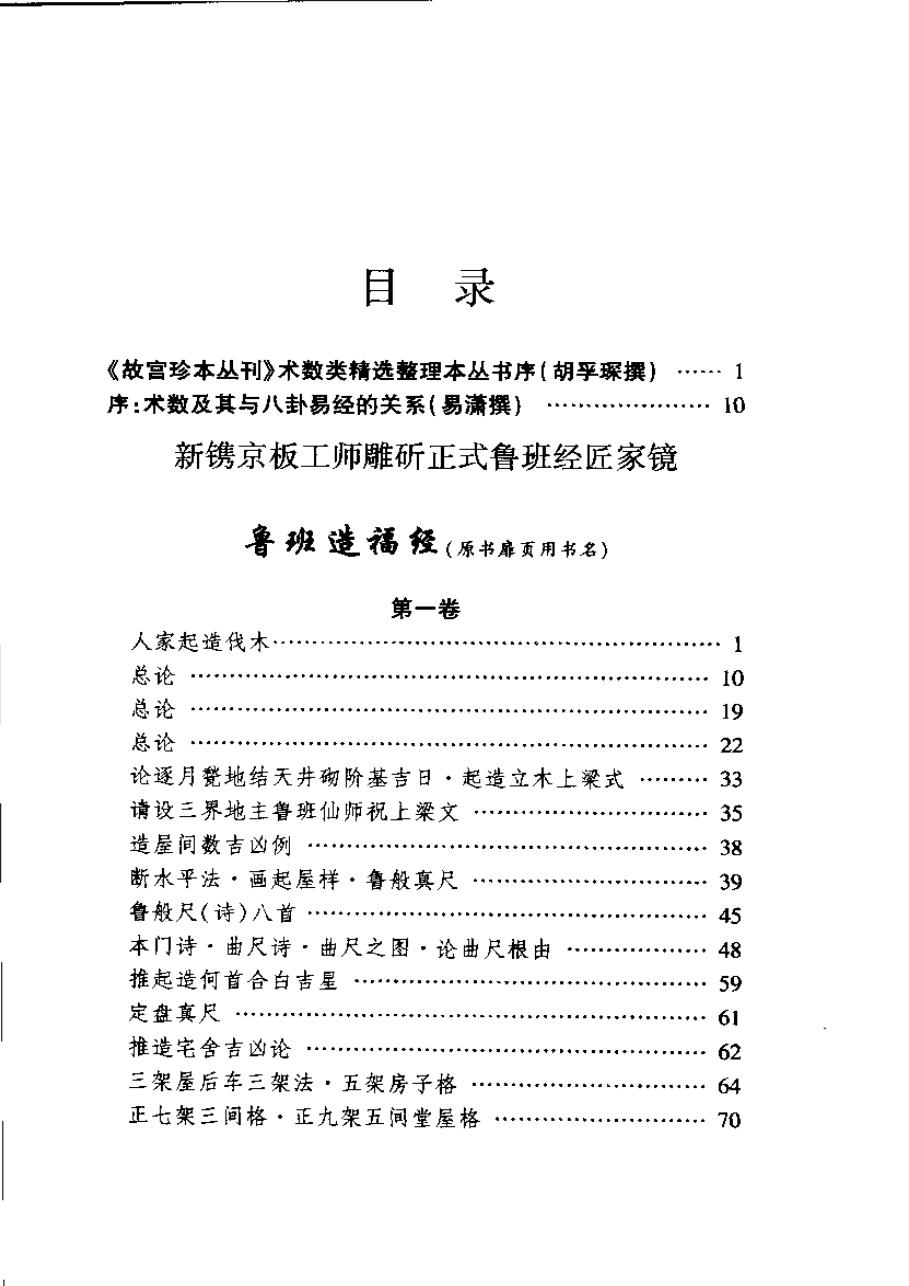 目 录
《故宫珍本丛刊》术数类精选整理本丛书序(胡孚琛撰) …… 1
序:术数及其与八卦易经的关系(易潇撰) ………………… 10
新镌京板工师雕斫正式鲁班经匠家镜
鲁班造福经(原书扉页用书名)
第一卷
人家起造伐木………………………………………………… 1
总论 ………………………………………………………… 10
总论 ………………………………………………………… 19
总论 ………………………………………………………… 22
论逐月甃地结天井砌阶基吉日·起造立木上梁式 ……… 33
请设三界地主鲁班仙师祝上梁文 ………………………… 35
造屋间数吉凶例 …………………………………………… 38
断水平法·画起屋样·鲁般真尺 ………………………… 39
鲁般尺(诗)八首 …………………………………………… 45
本门诗·曲尺诗·曲尺之图·论曲尺根由 ……………… 48
推起造何首合白吉星 ……………………………………… 59
定盘真尺 …………………………………………………… 61
推造宅舍吉凶论 …………………………………………… 62
三架屋后车三架法·五架房子格 ………………………… 64
正七架三间格·正九架五间堂屋格 ……………………… 70